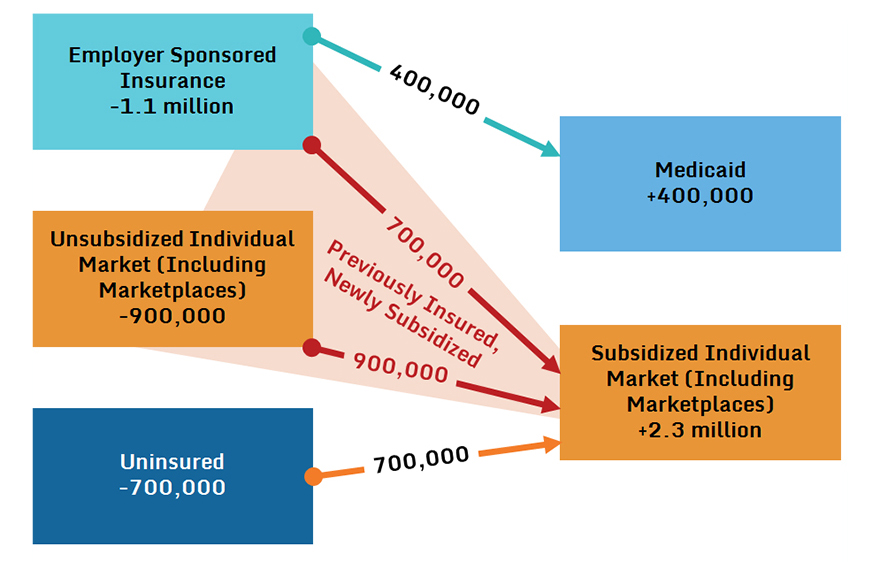 Employer Sponsored
Insurance
-1.1 million
400,000
Medicaid
+400,000
Unsubsidized Individual
Market (Including
Marketplaces)
-900,000
700,000
Previously Insured,
Newly Subsidized
900,000
Subsidized Individual
Market (Including
Marketplaces)
+2.3 million
Uninsured
-700,000
700,000